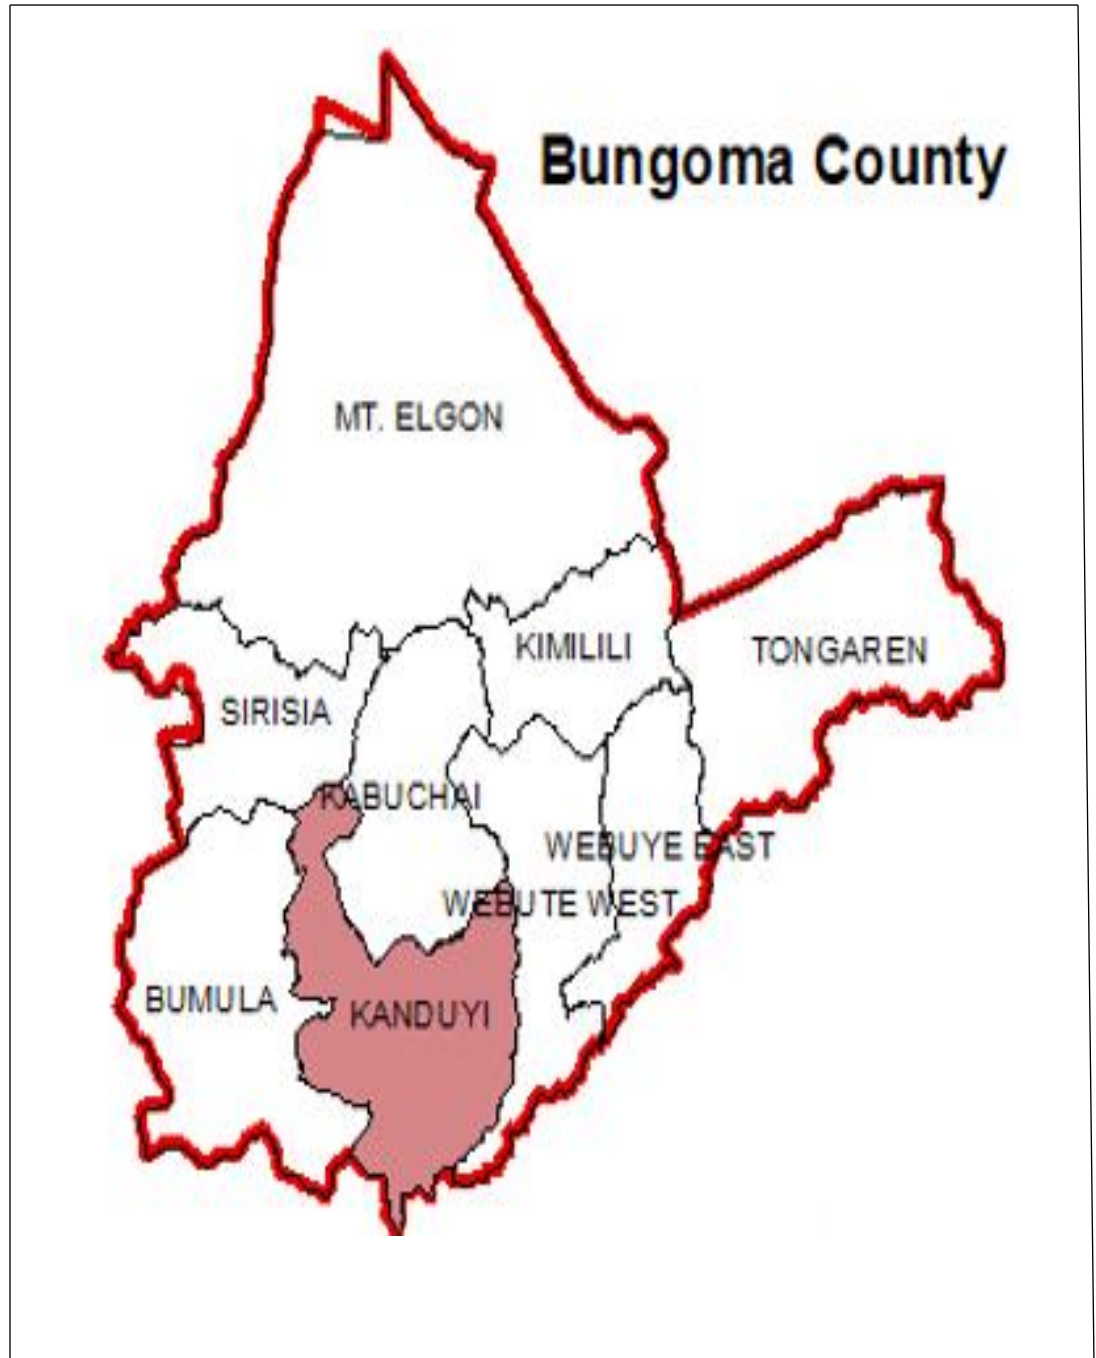 Bungoma County
MT. ELGON
KIMILILI
TONGAREN
SIRISIA
KABUCHAI
WEBUYE EAST
WEBUTE WEST
BUMULA
KANDUYI